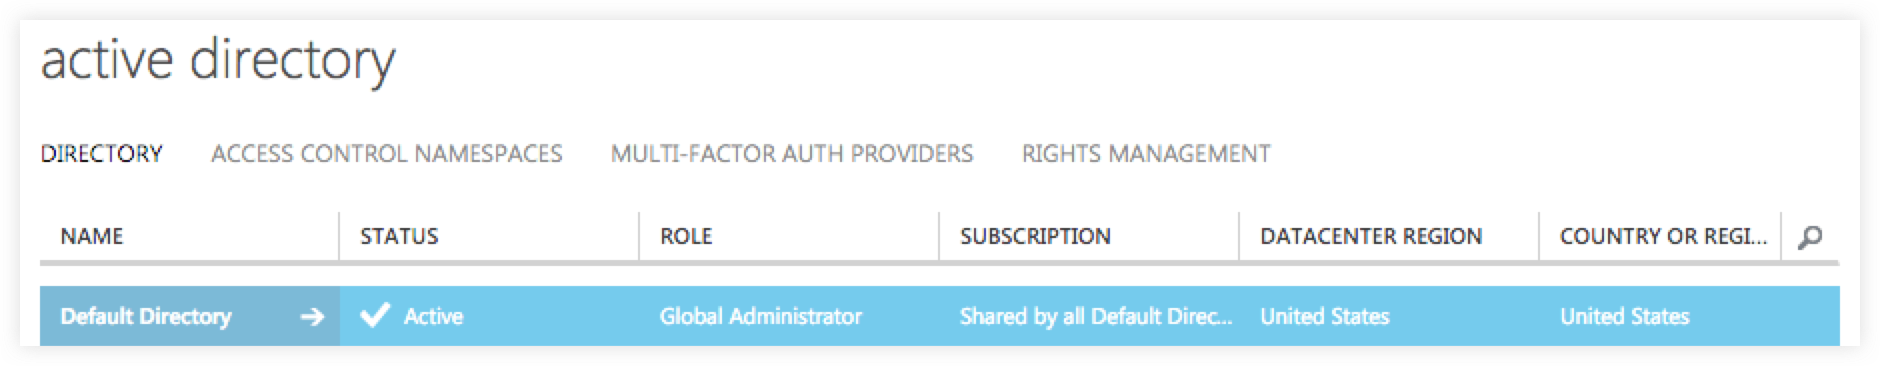 active directory
DIRECTORY ACCESS CONTROL NAMESPACES MULTI-FACTOR AUTH PROVIDERS RIGHTS MANAGEMENT
NAME STATUS ROLE SUBSCRIPTION DATACENTER REGION COUNTRY OR REGI...
Default Directory Active Global Administrator Shared by all Default Direc... United States United States